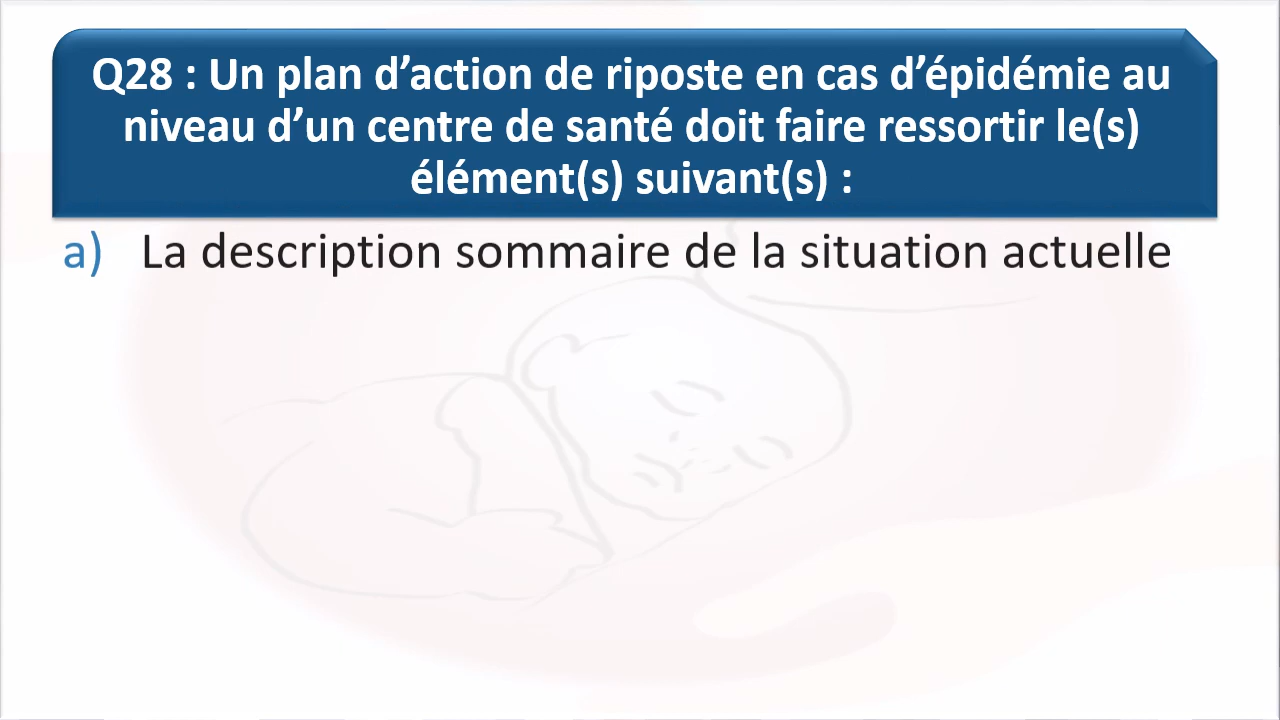 Q28 : Un plan d’action de riposte en cas d’épidémie au
niveau d’un centre de santé doit faire ressortir le(s)
élément(s) suivant(s) :
a) La description sommaire de la situation actuelle